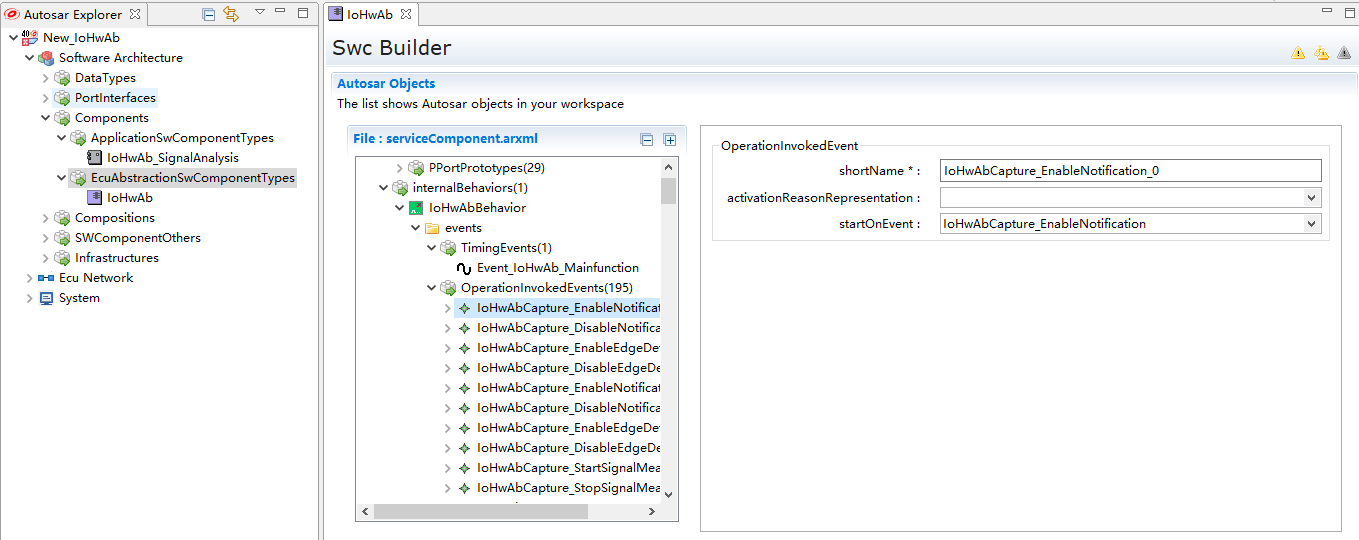 Autosar Explorer
New_IoHwAb
Software Architecture
DataTypes
PortInterfaces
Components
ApplicationSwComponentTypes
IoHwAb_SignalAnalysis
EcuAbstractionSwComponentTypes
IoHwAb
Compositions
SWComponentOthers
Infrastructures
Ecu Network
System
IoHwAb
Swc Builder
Autosar Objects
The list shows Autosar objects in your workspace
File : serviceComponent.arxml
PPortPrototypes(29)
internalBehaviors(1)
IoHwAbBehavior
events
TimingEvents(1)
Event_IoHwAb_Mainfunction
OperationInvokedEvents(195)
IoHwAbCapture_EnableNotificat
IoHwAbCapture_DisableNotifica
IoHwAbCapture_EnableEdgeDet
IoHwAbCapture_DisableEdgeDe
IoHwAbCapture_EnableNotificat
IoHwAbCapture_DisableNotifica
IoHwAbCapture_EnableEdgeDet
IoHwAbCapture_DisableEdgeDe
IoHwAbCapture_StartSignalMea
IoHwAbCapture_StopSignalMea
OperationInvokedEvent
shortName * : IoHwAbCapture_EnableNotification_0
activationReasonRepresentation :
startOnEvent : IoHwAbCapture_EnableNotification